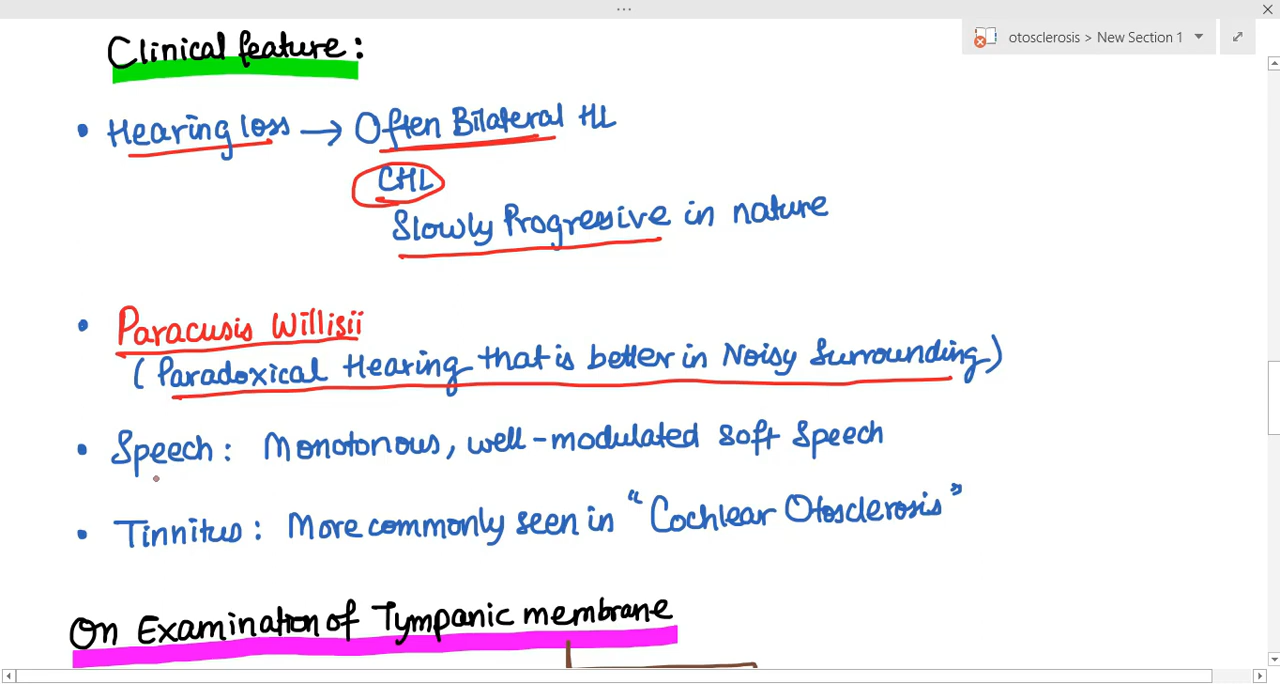 otosclerosis > New Section 1
Clinical feature:
• Hearing loss → Often Bilateral HL
CHL
Slowly Progressive in nature
• Paracusis Willisii
(Paradoxical Hearing that is better in Noisy Surrounding)
• Speech: Monotonous, well-modulated soft speech
• Tinnitus: More commonly seen in "Cochlear Otosclerosis"
On Examination of Tympanic membrane